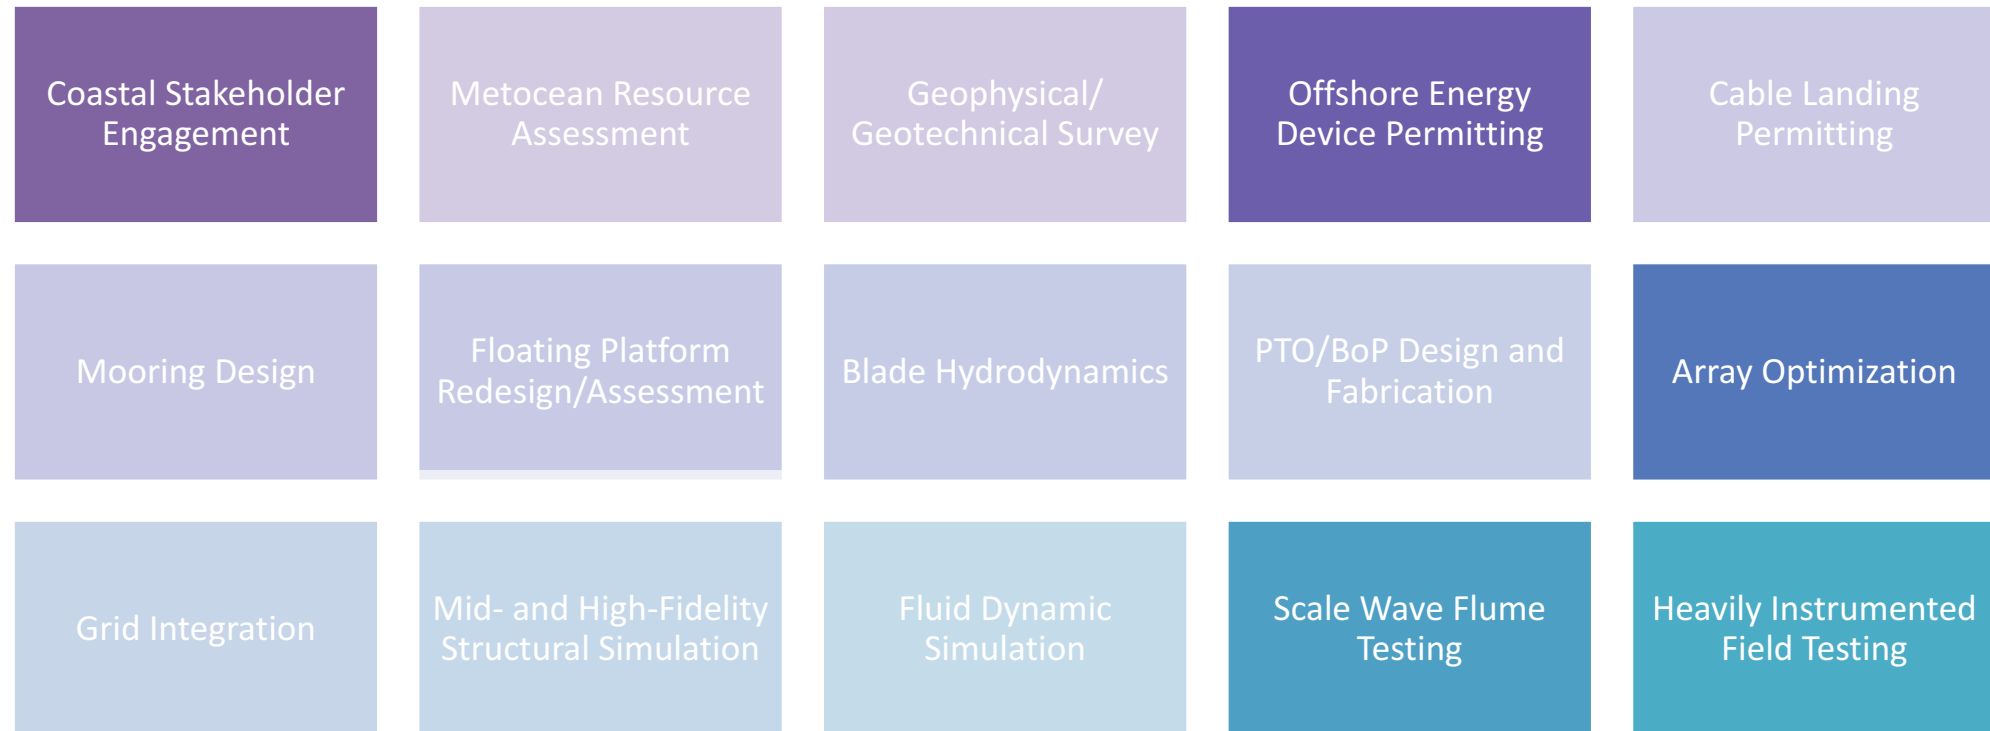 Coastal Stakeholder
Engagement
Metocean Resource
Assessment
Geophysical/
Geotechnical Survey
Offshore Energy
Device Permitting
Cable Landing
Permitting
Mooring Design
Floating Platform
Redesign/Assessment
Blade Hydrodynamics
PTO/BoP Design and
Fabrication
Array Optimization
Grid Integration
Mid- and High-Fidelity
Structural Simulation
Fluid Dynamic
Simulation
Scale Wave Flume
Testing
Heavily Instrumented
Field Testing